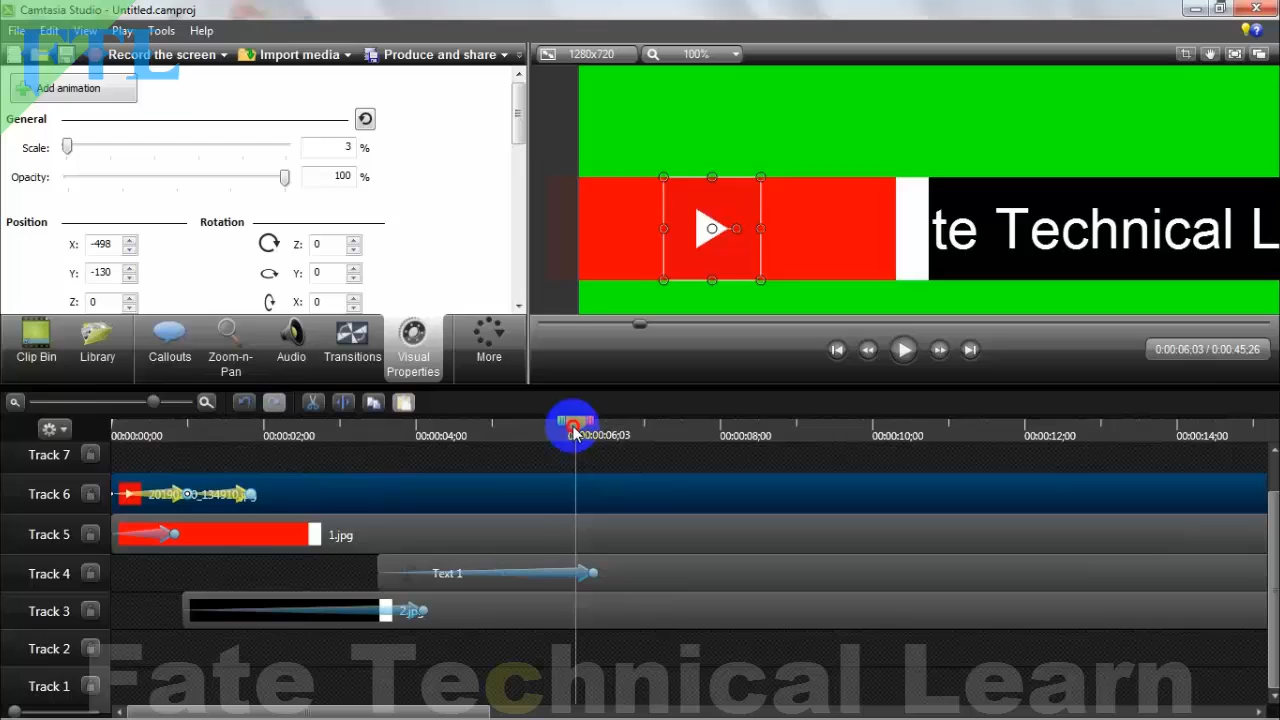 Camtasia Studio - Untitled.camproj
File Edit View Play Tools Help
FTL
Record the screen Import media Produce and share
1280x720 100%
Add animation
General
Scale: 3 %
Opacity: 100 %
Position Rotation
X: -498 Z: 0
Y: -130 Y: 0
Z: 0 X: 0
te Technical L
Clip Bin Library Callouts Zoom-n-Pan Audio Transitions Visual Properties More
0:00:06;03 / 0:00:45;26
00:00:00;00 00:00:02;00 00:00:04;00 00:00:06;03 00:00:08;00 00:00:10;00 00:00:12;00 00:00:14;00
Track 7
Track 6
Track 5 1.jpg
Track 4 Text 1
Track 3 2.jpg
Track 2
Track 1
Fate Technical Learn